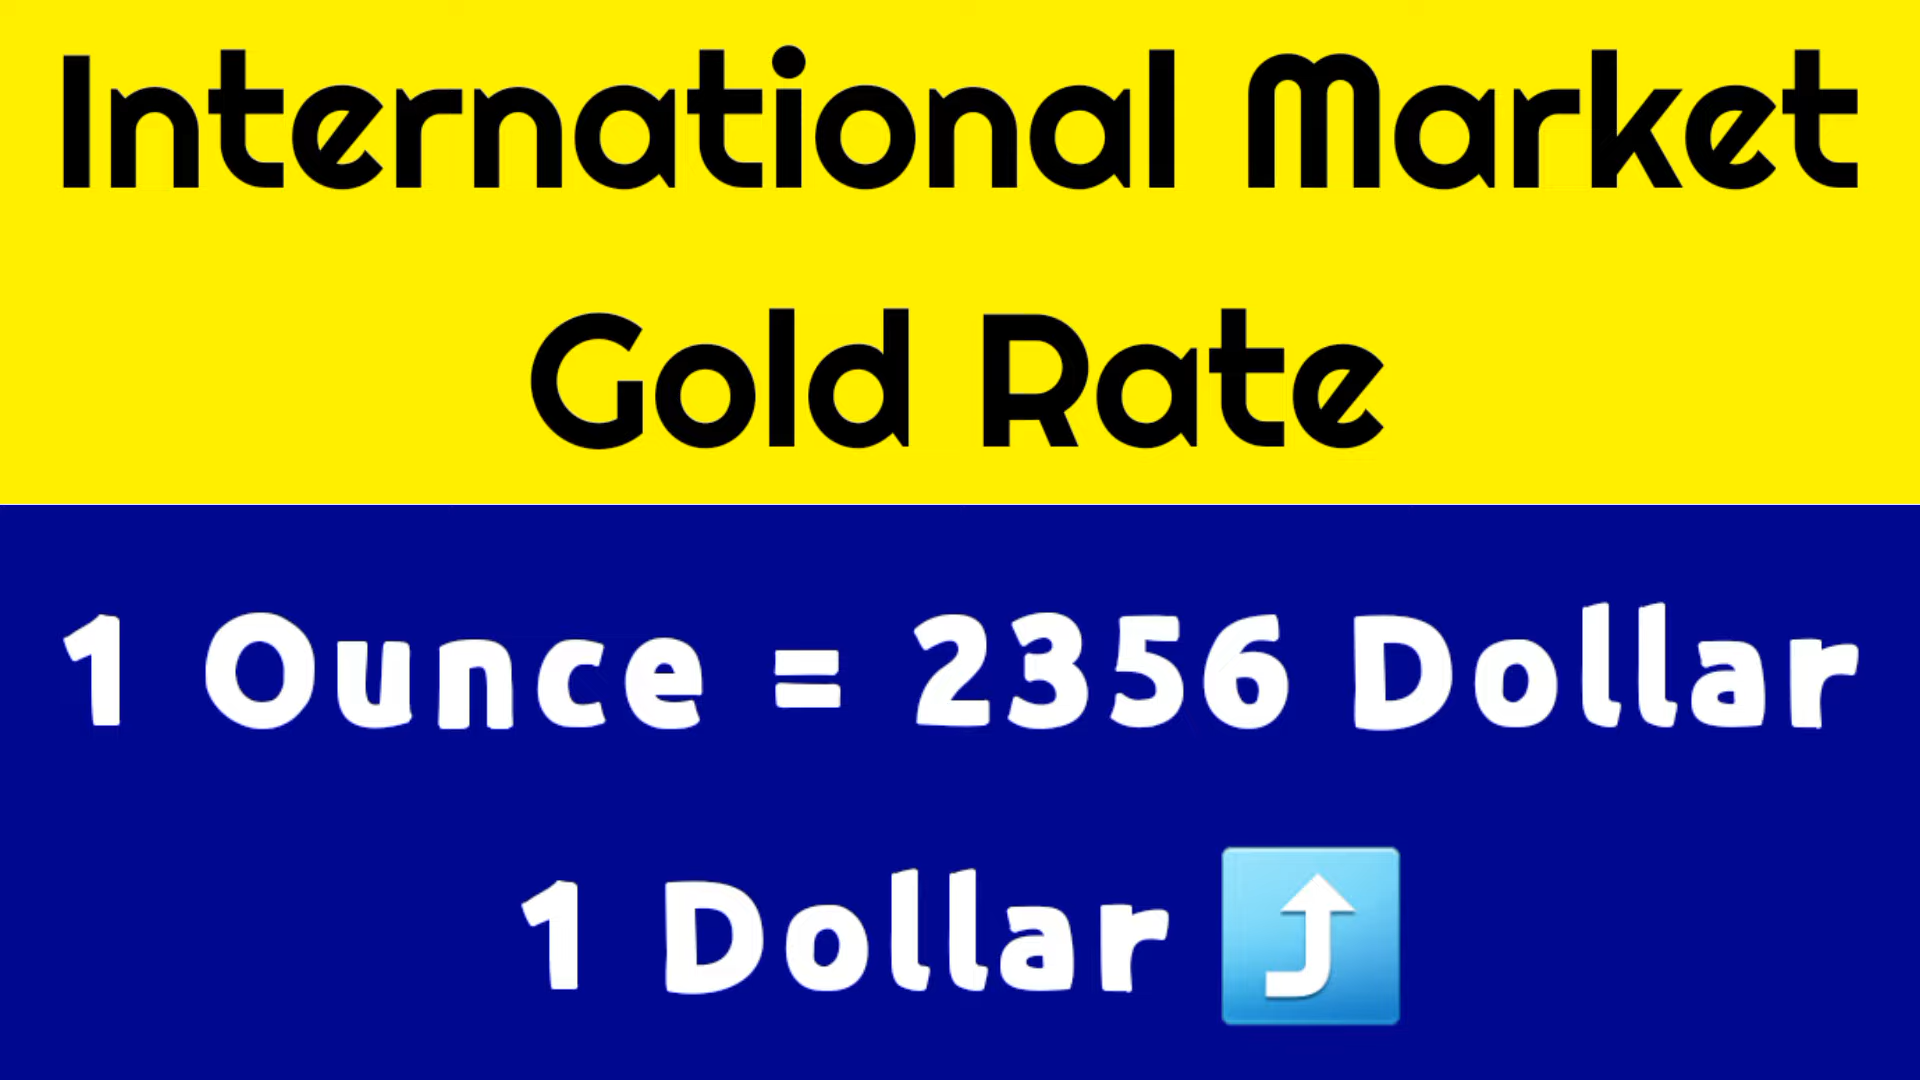 International Market
Gold Rate
1 Ounce = 2356 Dollar
1 Dollar ⤴